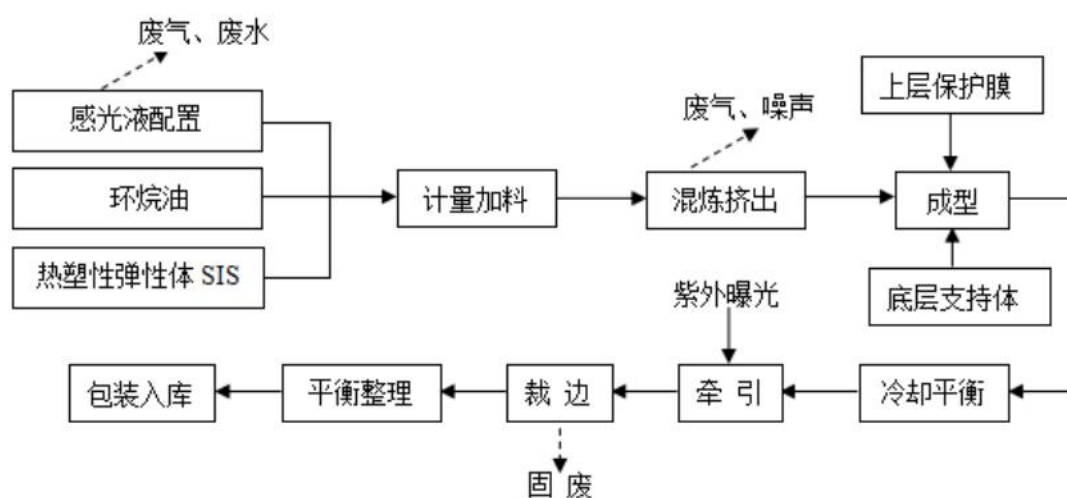 废气、废水
感光液配置
环烷油
热塑性弹性体 SIS
计量加料
废气、噪声
混炼挤出
上层保护膜
成型
底层支持体
紫外曝光
包装入库
平衡整理
裁 边
牵 引
冷却平衡
固 废